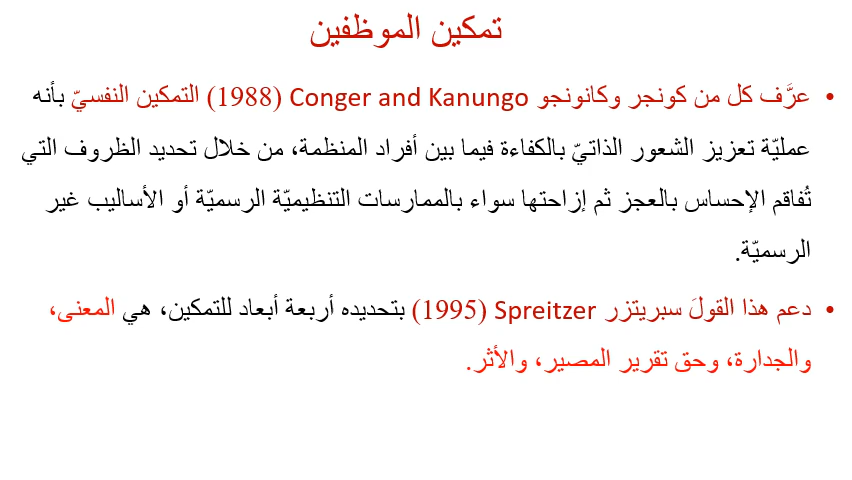 تمكين الموظفين
• عرَّف كل من كونجر وكانونجو Conger and Kanungo (1988) التمكين النفسيّ بأنه
عمليّة تعزيز الشعور الذاتيّ بالكفاءة فيما بين أفراد المنظمة، من خلال تحديد الظروف التي
تُفاقم الإحساس بالعجز ثم إزاحتها سواء بالممارسات التنظيميّة الرسميّة أو الأساليب غير
الرسميّة.
• دعم هذا القولَ سبريتزر Spreitzer (1995) بتحديده أربعة أبعاد للتمكين، هي المعنى،
والجدارة، وحق تقرير المصير، والأثر.